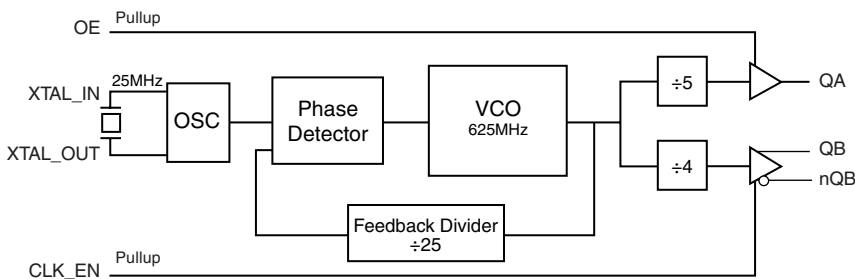 OE
Pullup
XTAL_IN
25MHz
XTAL_OUT
OSC
Phase
Detector
VCO
625MHz
÷5
QA
÷4
QB
nQB
Feedback Divider
÷25
CLK_EN
Pullup